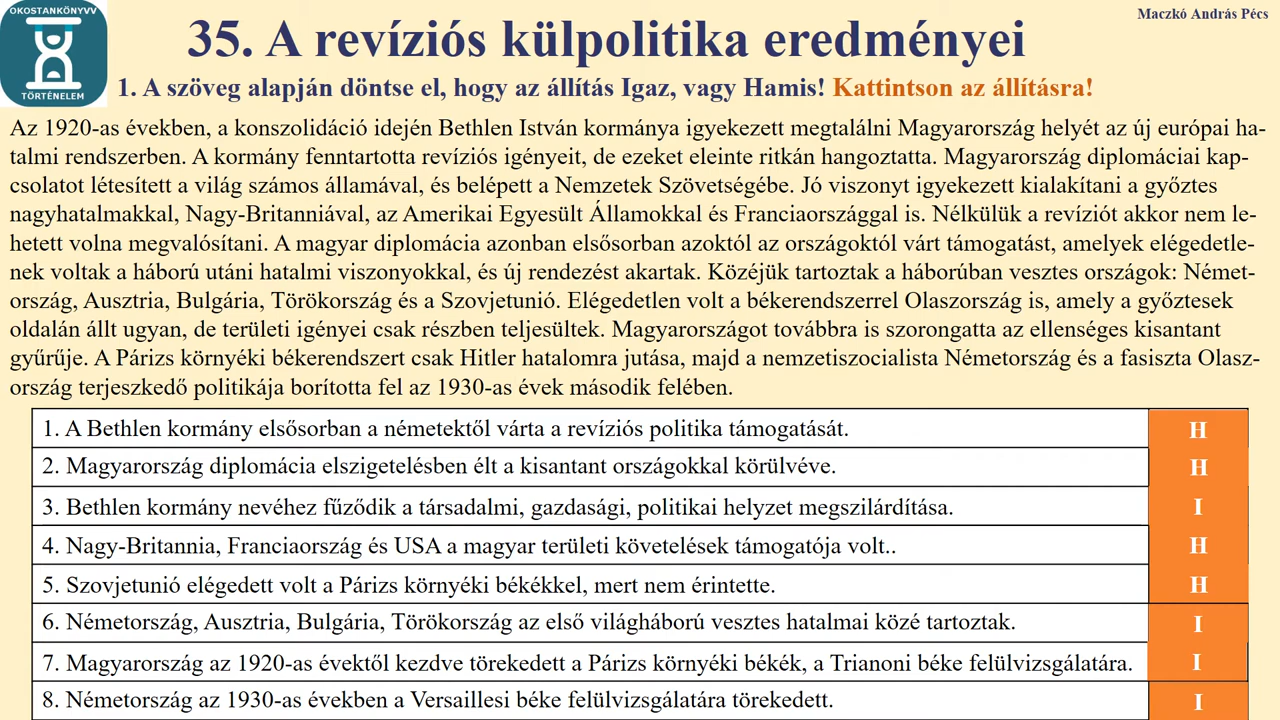 OKOSTANKÖNYVV
TÖRTÉNELEM
Maczkó András Pécs
35. A revíziós külpolitika eredményei
1. A szöveg alapján döntse el, hogy az állítás Igaz, vagy Hamis! Kattintson az állításra!
Az 1920-as években, a konszolidáció idején Bethlen István kormánya igyekezett megtalálni Magyarország helyét az új európai ha-
talmi rendszerben. A kormány fenntartotta revíziós igényeit, de ezeket eleinte ritkán hangoztatta. Magyarország diplomáciai kap-
csolatot létesített a világ számos államával, és belépett a Nemzetek Szövetségébe. Jó viszonyt igyekezett kialakítani a győztes
nagyhatalmakkal, Nagy-Britanniával, az Amerikai Egyesült Államokkal és Franciaországgal is. Nélkülük a revíziót akkor nem le-
hetett volna megvalósítani. A magyar diplomácia azonban elsősorban azoktól az országoktól várt támogatást, amelyek elégedetle-
nek voltak a háború utáni hatalmi viszonyokkal, és új rendezést akartak. Közéjük tartoztak a háborúban vesztes országok: Német-
ország, Ausztria, Bulgária, Törökország és a Szovjetunió. Elégedetlen volt a békerendszerrel Olaszország is, amely a győztesek
oldalán állt ugyan, de területi igényei csak részben teljesültek. Magyarországot továbbra is szorongatta az ellenséges kisantant
gyűrűje. A Párizs környéki békerendszert csak Hitler hatalomra jutása, majd a nemzetiszocialista Németország és a fasiszta Olasz-
ország terjeszkedő politikája borította fel az 1930-as évek második felében.
1. A Bethlen kormány elsősorban a németektől várta a revíziós politika támogatását. H
2. Magyarország diplomácia elszigetelésben élt a kisantant országokkal körülvéve. H
3. Bethlen kormány nevéhez fűződik a társadalmi, gazdasági, politikai helyzet megszilárdítása. I
4. Nagy-Britannia, Franciaország és USA a magyar területi követelések támogatója volt.. H
5. Szovjetunió elégedett volt a Párizs környéki békékkel, mert nem érintette. H
6. Németország, Ausztria, Bulgária, Törökország az első világháború vesztes hatalmai közé tartoztak. I
7. Magyarország az 1920-as évektől kezdve törekedett a Párizs környéki békék, a Trianoni béke felülvizsgálatára. I
8. Németország az 1930-as években a Versaillesi béke felülvizsgálatára törekedett. I